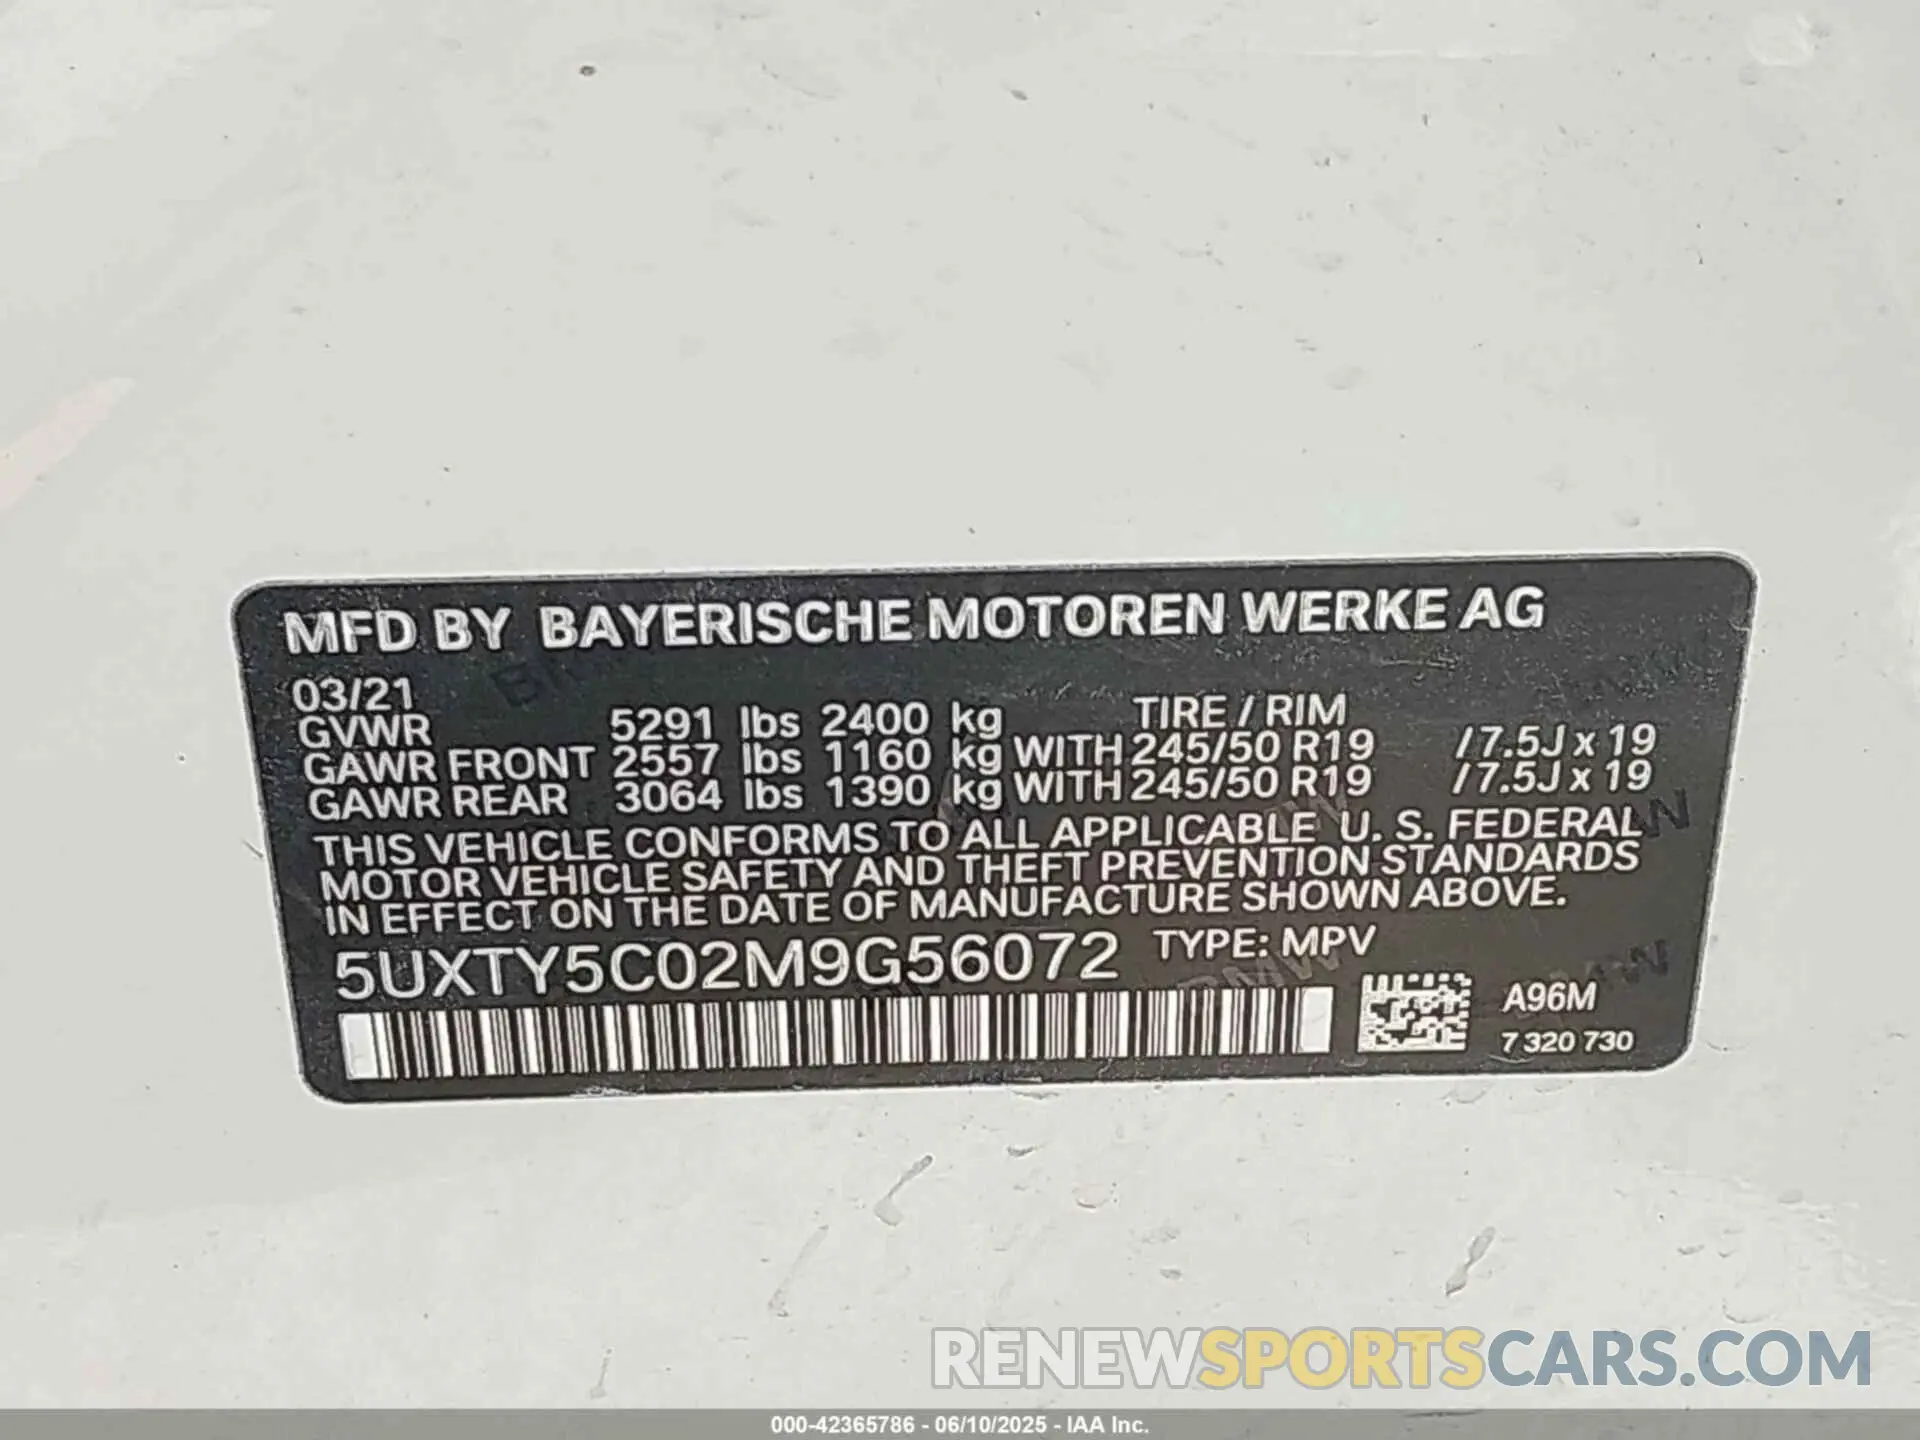 MFD BY BAYERISCHE MOTOREN WERKE AG
03/21
GVWR 5291 lbs 2400 kg TIRE / RIM
GAWR FRONT 2557 lbs 1160 kg WITH 245/50 R19 /7.5J x 19
GAWR REAR 3064 lbs 1390 kg WITH 245/50 R19 /7.5J x 19
THIS VEHICLE CONFORMS TO ALL APPLICABLE U. S. FEDERAL
MOTOR VEHICLE SAFETY AND THEFT PREVENTION STANDARDS
IN EFFECT ON THE DATE OF MANUFACTURE SHOWN ABOVE.
5UXTY5C02M9G56072 TYPE: MPV
A96M
7 320 730
RENEWSPORTSCARS.COM
000-42365786 - 06/10/2025 - IAA Inc.